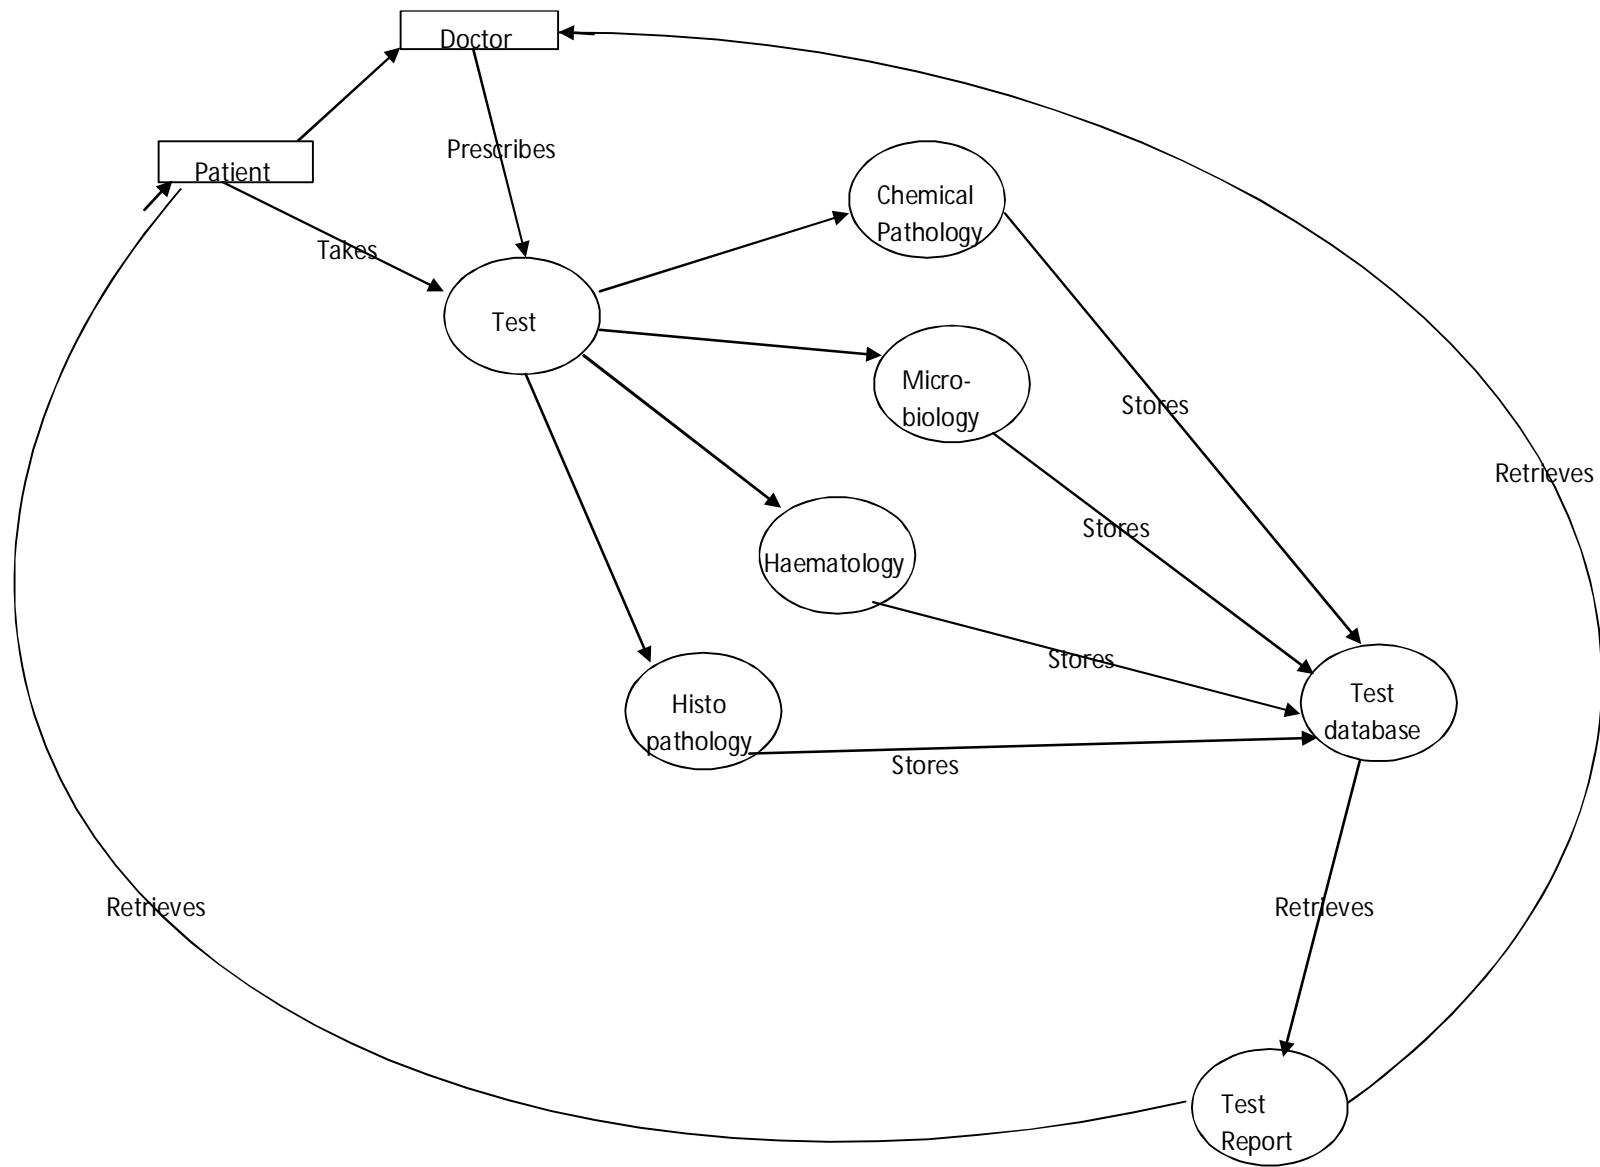 Doctor
Prescribes
Patient
Takes
Test
Chemical
Pathology
Micro-
biology
Stores
Retrieves
Stores
Haematology
Stores
Histo
pathology
Stores
Test
database
Retrieves
Retrieves
Test
Report